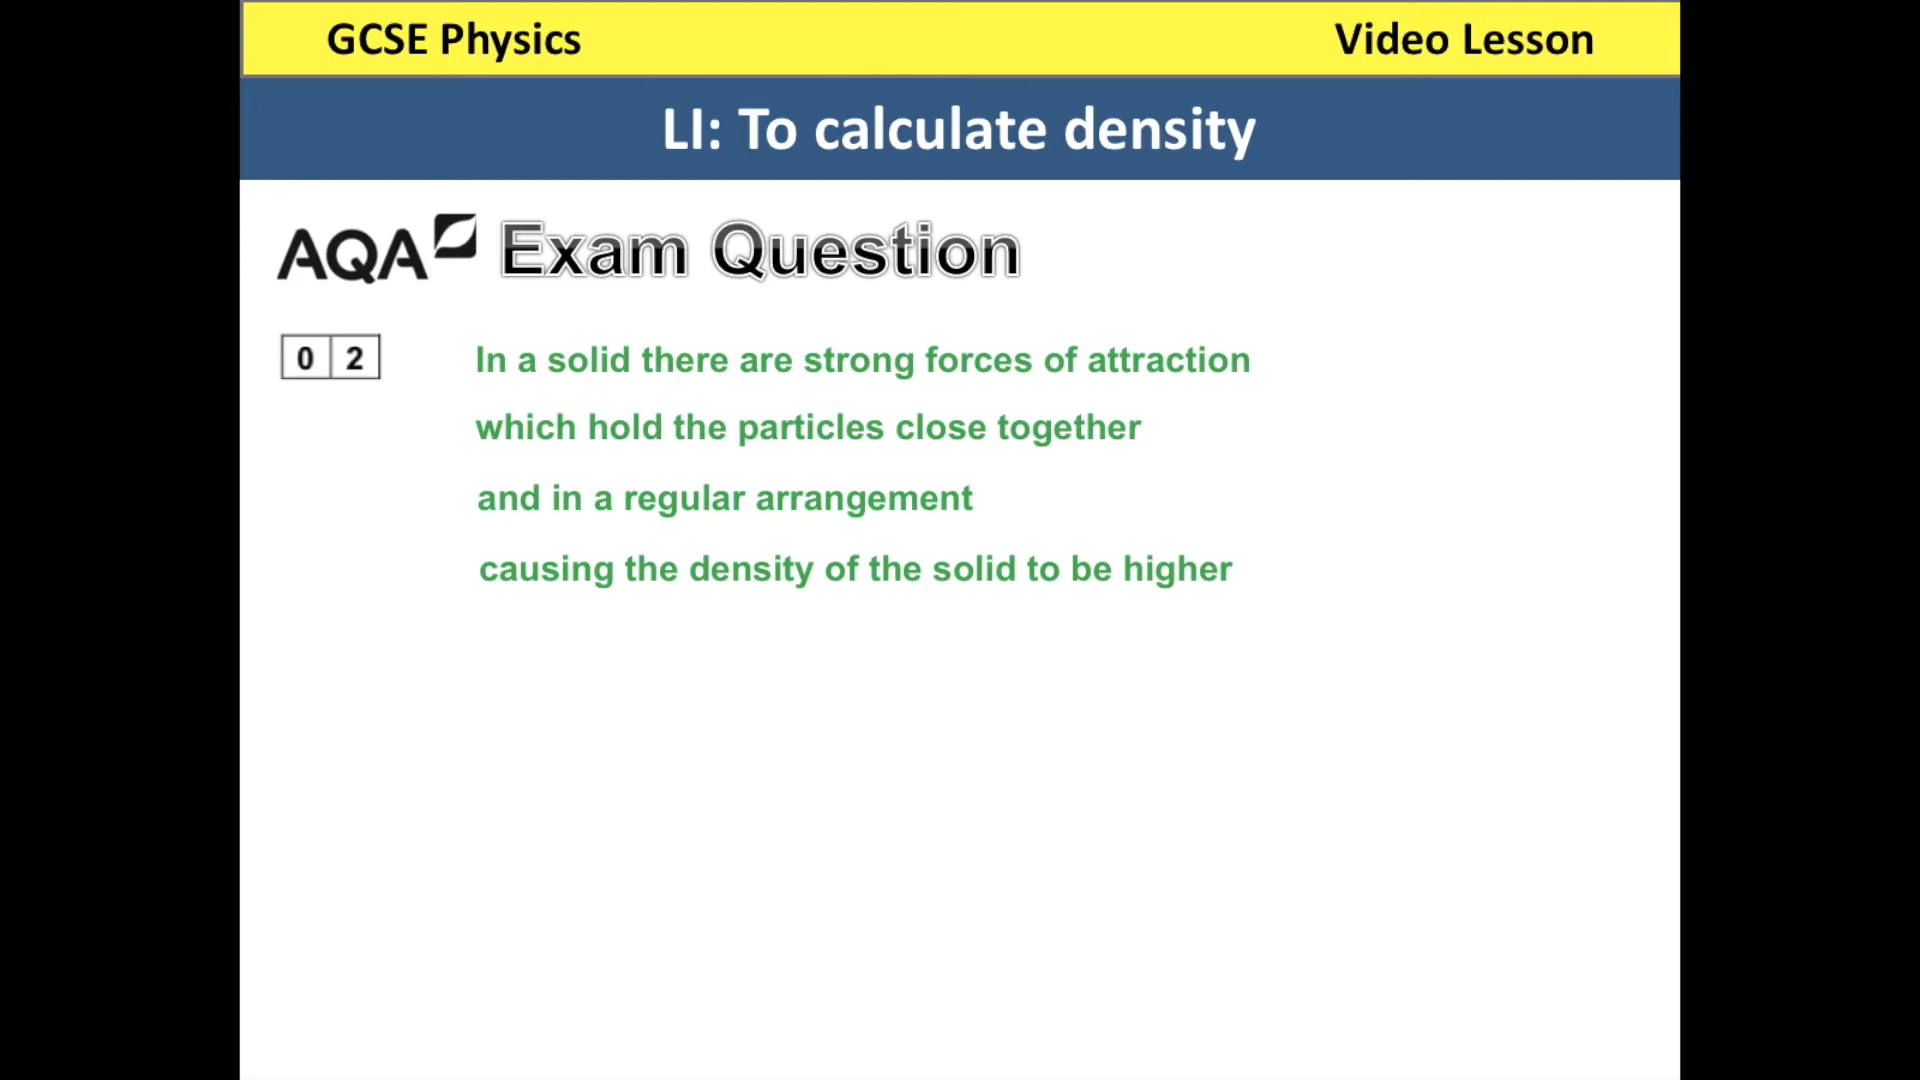 GCSE Physics Video Lesson
LI: To calculate density
AQA Exam Question
0 2 In a solid there are strong forces of attraction
which hold the particles close together
and in a regular arrangement
causing the density of the solid to be higher